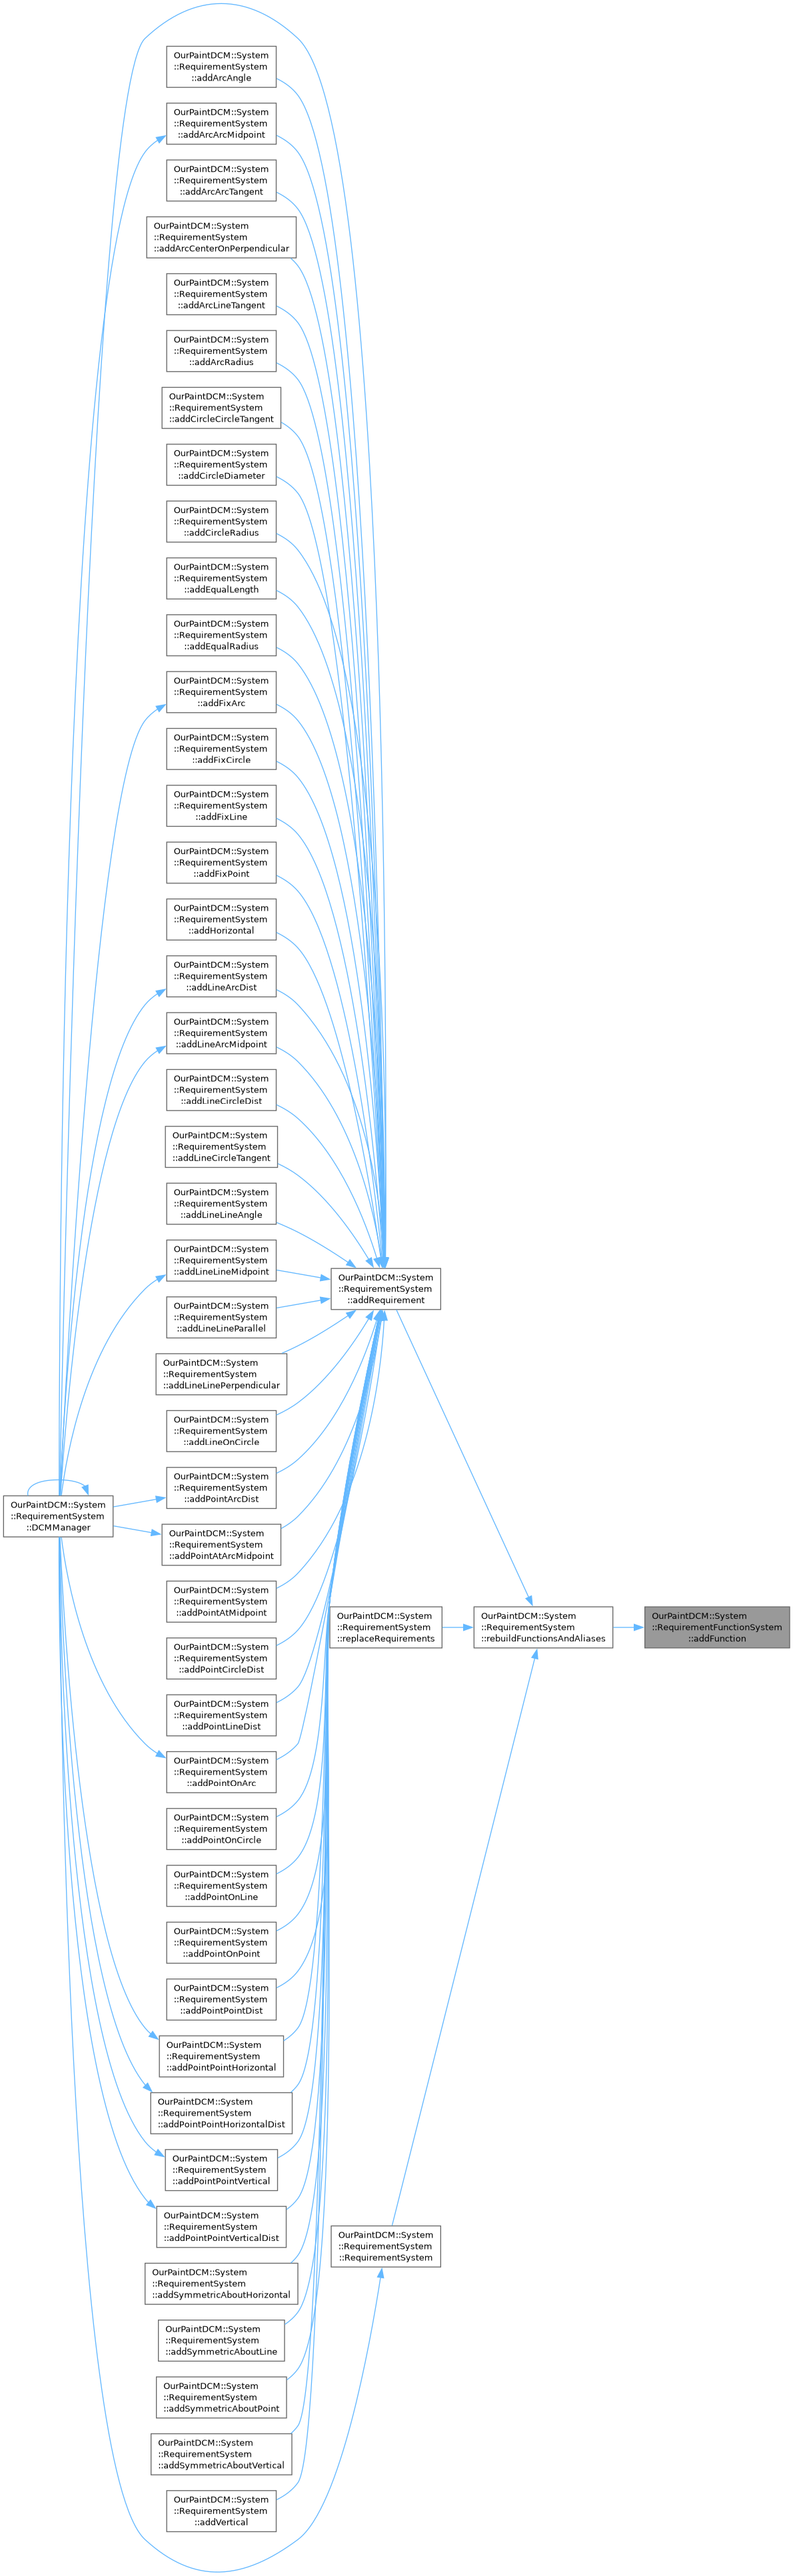 OurPaintDCM::System
::RequirementSystem
::addArcAngle
OurPaintDCM::System
::RequirementSystem
::addArcArcMidpoint
OurPaintDCM::System
::RequirementSystem
::addArcArcTangent
OurPaintDCM::System
::RequirementSystem
::addArcCenterOnPerpendicular
OurPaintDCM::System
::RequirementSystem
::addArcLineTangent
OurPaintDCM::System
::RequirementSystem
::addArcRadius
OurPaintDCM::System
::RequirementSystem
::addCircleCircleTangent
OurPaintDCM::System
::RequirementSystem
::addCircleDiameter
OurPaintDCM::System
::RequirementSystem
::addCircleRadius
OurPaintDCM::System
::RequirementSystem
::addEqualLength
OurPaintDCM::System
::RequirementSystem
::addEqualRadius
OurPaintDCM::System
::RequirementSystem
::addFixArc
OurPaintDCM::System
::RequirementSystem
::addFixCircle
OurPaintDCM::System
::RequirementSystem
::addFixLine
OurPaintDCM::System
::RequirementSystem
::addFixPoint
OurPaintDCM::System
::RequirementSystem
::addHorizontal
OurPaintDCM::System
::RequirementSystem
::addLineArcDist
OurPaintDCM::System
::RequirementSystem
::addLineArcMidpoint
OurPaintDCM::System
::RequirementSystem
::addLineCircleDist
OurPaintDCM::System
::RequirementSystem
::addLineCircleTangent
OurPaintDCM::System
::RequirementSystem
::addLineLineAngle
OurPaintDCM::System
::RequirementSystem
::addLineLineMidpoint
OurPaintDCM::System
::RequirementSystem
::addRequirement
OurPaintDCM::System
::RequirementSystem
::addLineLineParallel
OurPaintDCM::System
::RequirementSystem
::addLineLinePerpendicular
OurPaintDCM::System
::RequirementSystem
::addLineOnCircle
OurPaintDCM::System
::RequirementSystem
::addPointArcDist
OurPaintDCM::System
::RequirementSystem
::DCMManager
OurPaintDCM::System
::RequirementSystem
::addPointAtArcMidpoint
OurPaintDCM::System
::RequirementSystem
::addPointAtMidpoint
OurPaintDCM::System
::RequirementSystem
::replaceRequirements
OurPaintDCM::System
::RequirementSystem
::rebuildFunctionsAndAliases
OurPaintDCM::System
::RequirementFunctionSystem
::addFunction
OurPaintDCM::System
::RequirementSystem
::addPointCircleDist
OurPaintDCM::System
::RequirementSystem
::addPointLineDist
OurPaintDCM::System
::RequirementSystem
::addPointOnArc
OurPaintDCM::System
::RequirementSystem
::addPointOnCircle
OurPaintDCM::System
::RequirementSystem
::addPointOnLine
OurPaintDCM::System
::RequirementSystem
::addPointOnPoint
OurPaintDCM::System
::RequirementSystem
::addPointPointDist
OurPaintDCM::System
::RequirementSystem
::addPointPointHorizontal
OurPaintDCM::System
::RequirementSystem
::addPointPointHorizontalDist
OurPaintDCM::System
::RequirementSystem
::addPointPointVertical
OurPaintDCM::System
::RequirementSystem
::addPointPointVerticalDist
OurPaintDCM::System
::RequirementSystem
::RequirementSystem
OurPaintDCM::System
::RequirementSystem
::addSymmetricAboutHorizontal
OurPaintDCM::System
::RequirementSystem
::addSymmetricAboutLine
OurPaintDCM::System
::RequirementSystem
::addSymmetricAboutPoint
OurPaintDCM::System
::RequirementSystem
::addSymmetricAboutVertical
OurPaintDCM::System
::RequirementSystem
::addVertical